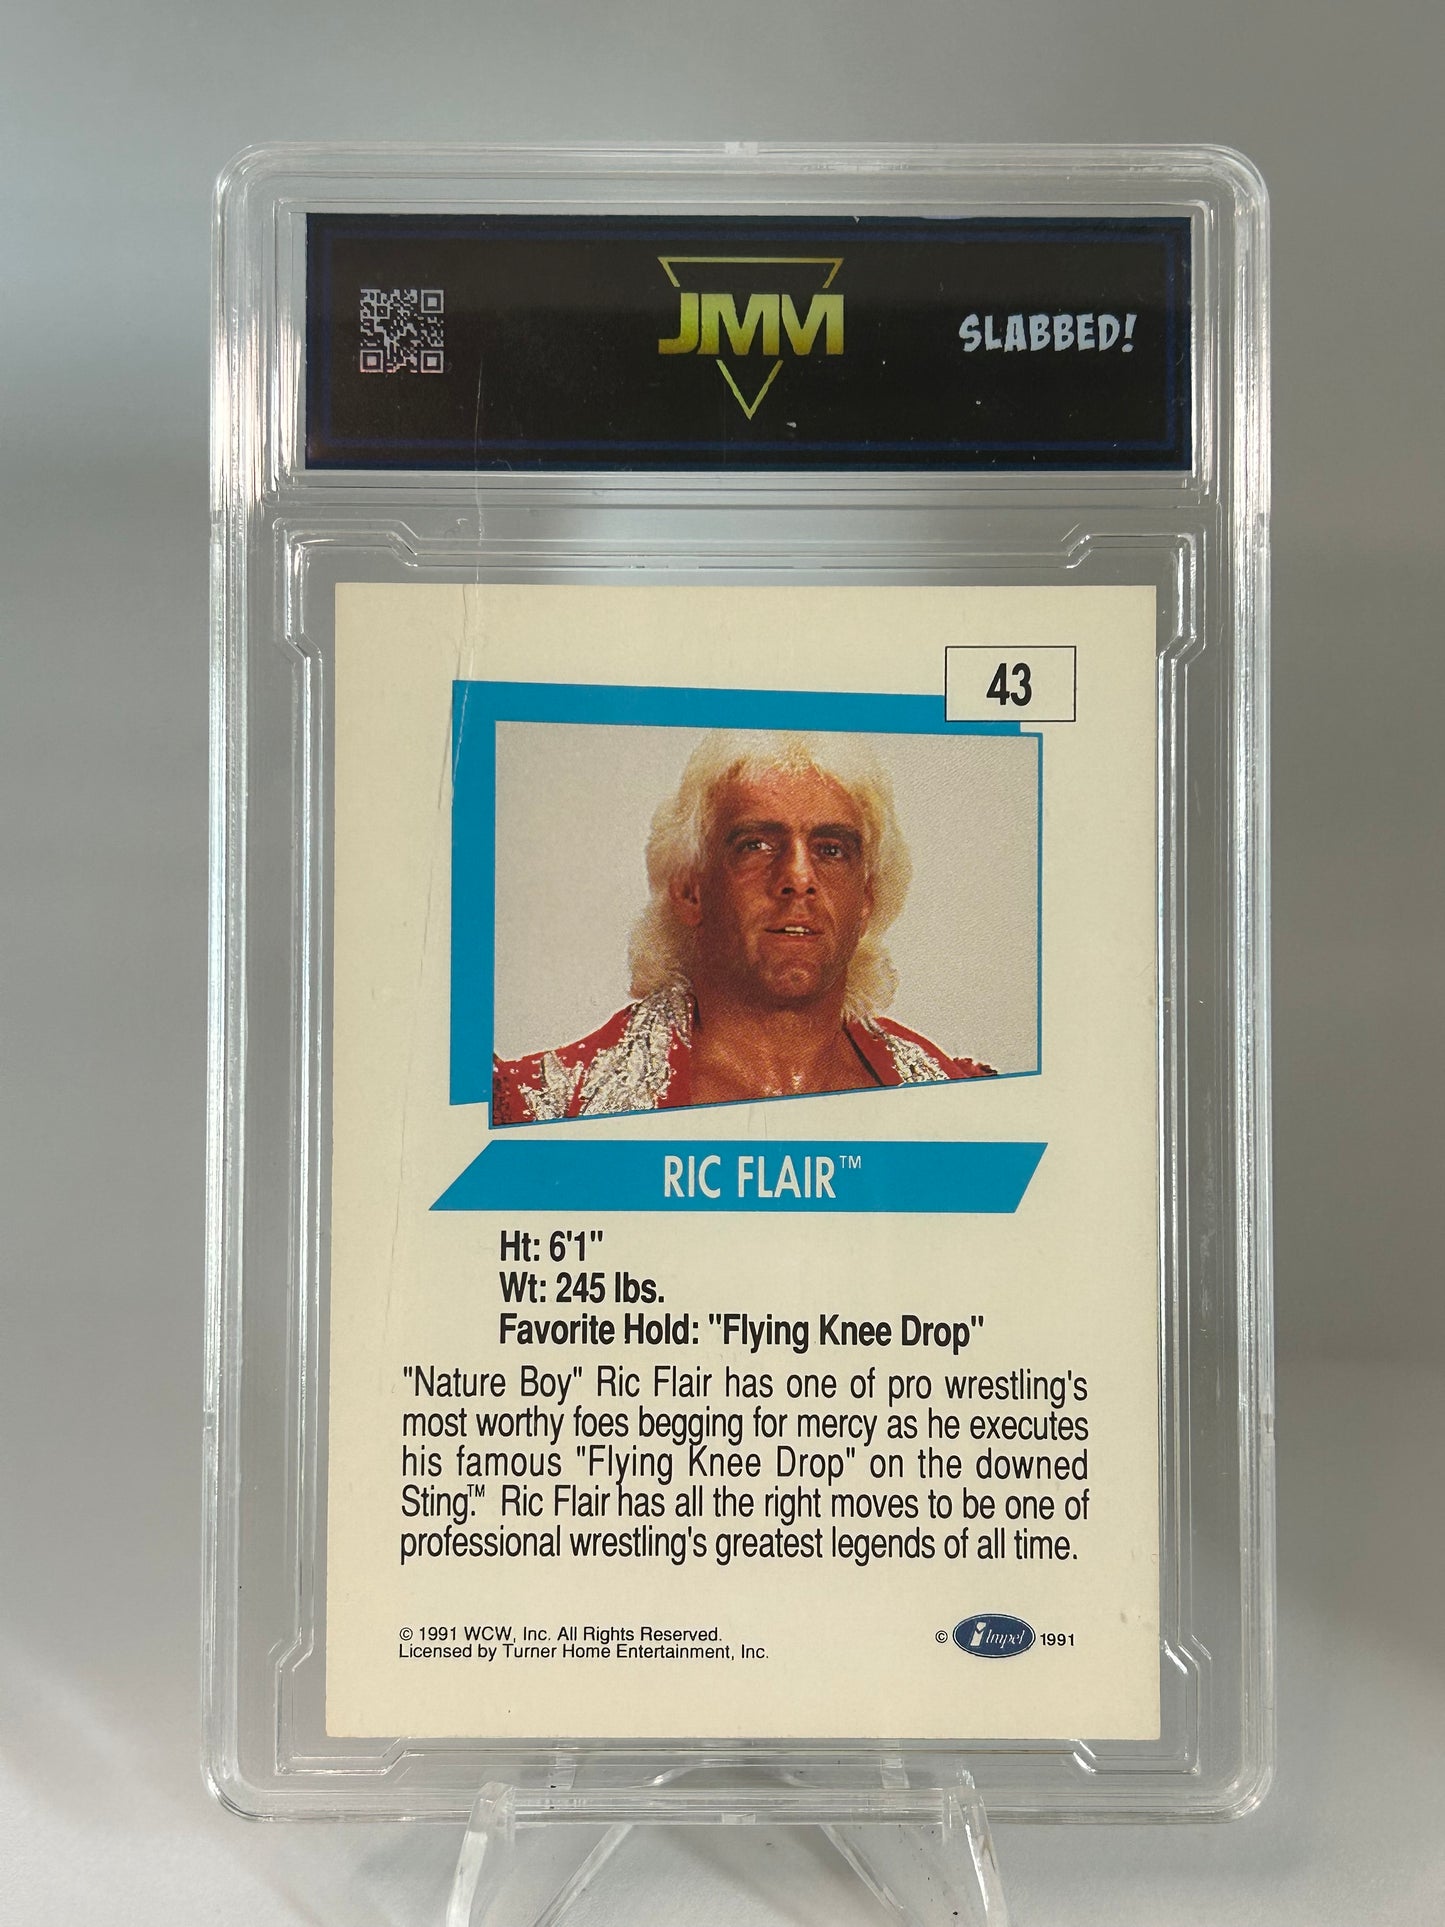 JMM
SLABBED!
43
RIC FLAIR™
Ht: 6'1"
Wt: 245 lbs.
Favorite Hold: "Flying Knee Drop"
"Nature Boy" Ric Flair has one of pro wrestling's
most worthy foes begging for mercy as he executes
his famous "Flying Knee Drop" on the downed
Sting.™ Ric Flair has all the right moves to be one of
professional wrestling's greatest legends of all time.
© 1991 WCW, Inc. All Rights Reserved.
Licensed by Turner Home Entertainment, Inc.
© Impel 1991